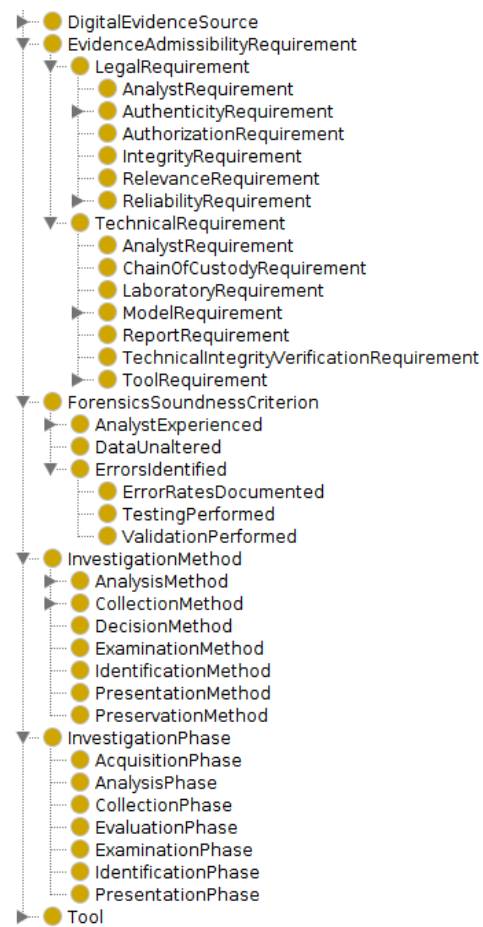 DigitalEvidenceSource
EvidenceAdmissibilityRequirement
LegalRequirement
AnalystRequirement
AuthenticityRequirement
AuthorizationRequirement
IntegrityRequirement
RelevanceRequirement
ReliabilityRequirement
TechnicalRequirement
AnalystRequirement
ChainOfCustodyRequirement
LaboratoryRequirement
ModelRequirement
ReportRequirement
TechnicalIntegrityVerificationRequirement
ToolRequirement
ForensicsSoundnessCriterion
AnalystExperienced
DataUnaltered
ErrorsIdentified
ErrorRatesDocumented
TestingPerformed
ValidationPerformed
InvestigationMethod
AnalysisMethod
CollectionMethod
DecisionMethod
ExaminationMethod
IdentificationMethod
PresentationMethod
PreservationMethod
InvestigationPhase
AcquisitionPhase
AnalysisPhase
CollectionPhase
EvaluationPhase
ExaminationPhase
IdentificationPhase
PresentationPhase
Tool